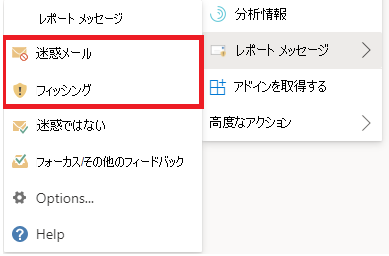 レポート メッセージ
迷惑メール
フィッシング
迷惑ではない
フォーカス/その他のフィードバック
Options...
Help
分析情報
レポート メッセージ
アドインを取得する
高度なアクション